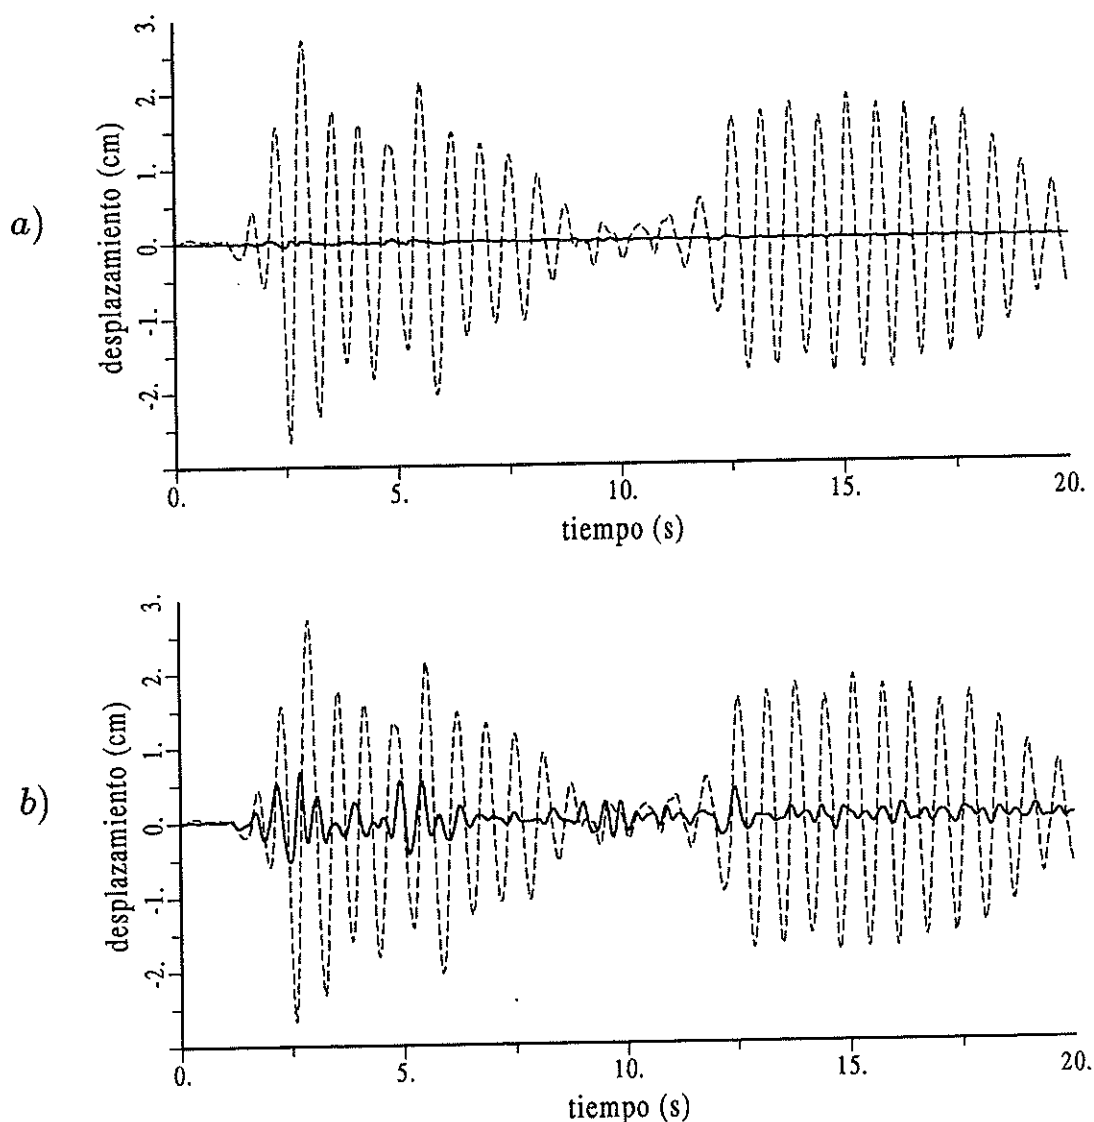 a)
desplazamiento (cm)
3.
2.
1.
0.
-1.
-2.
0. 5. 10. 15. 20.
tiempo (s)
b)
desplazamiento (cm)
3.
2.
1.
0.
-1.
-2.
0. 5. 10. 15. 20.
tiempo (s)